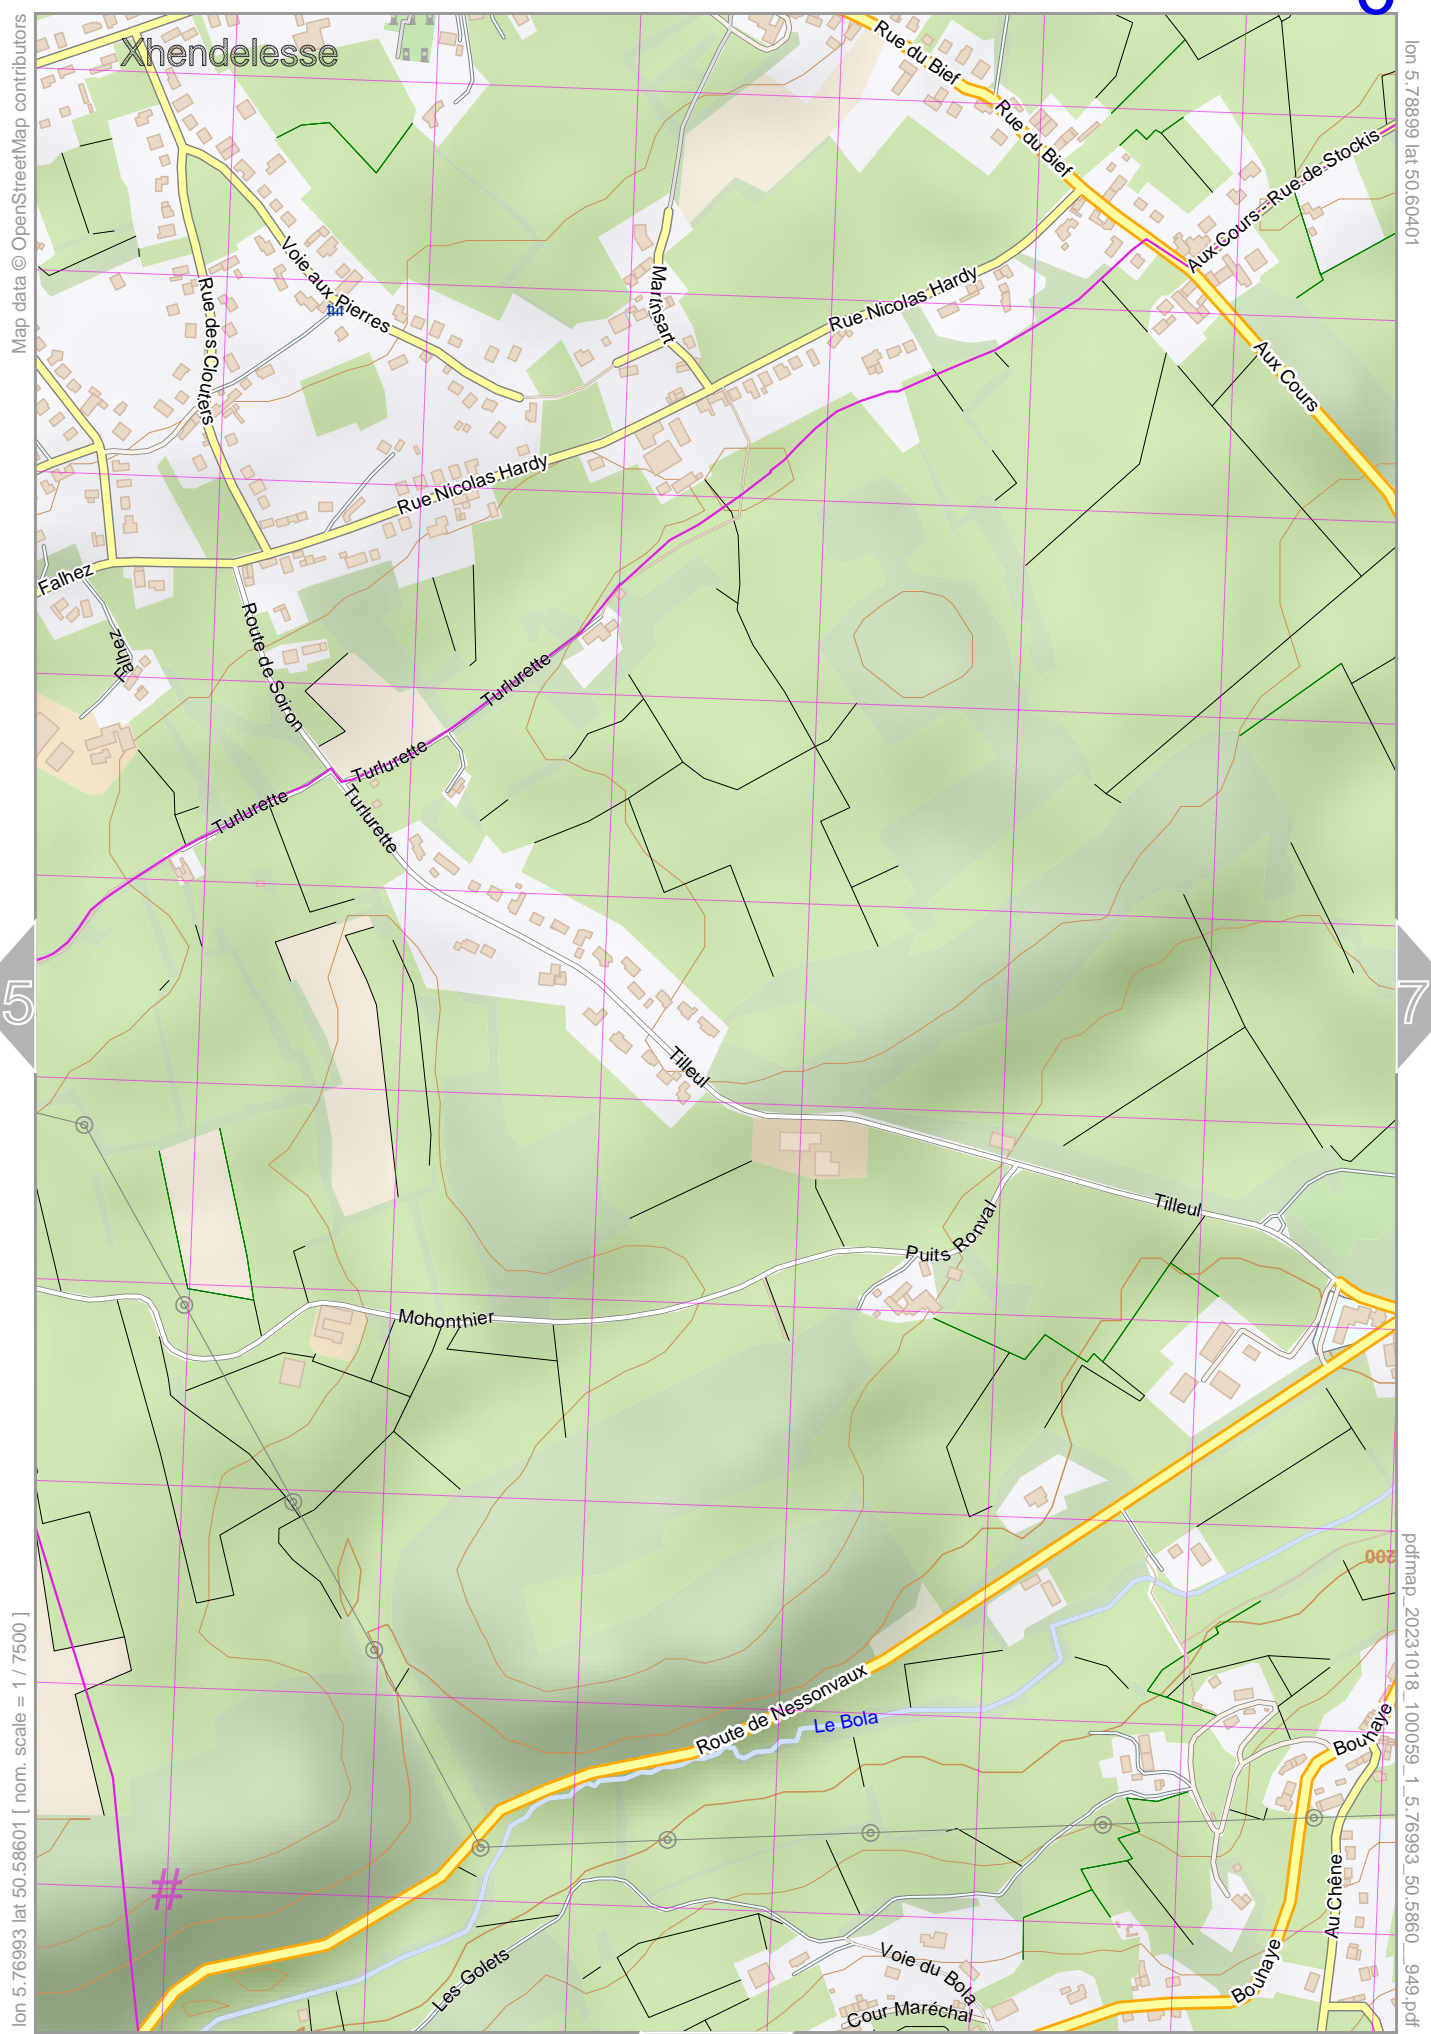 Xhendelesse
Rue du Bief
Rue du Bief
Aux Cours - Rue de Stockis
Voie aux Pierres
Martinsart
Rue Nicolas Hardy
Rue des Cloutiers
Aux Cours
Rue Nicolas Hardy
Falhez
Falhez
Route de Soiron
Turlurette
Turlurette
Turlurette
Turlurette
5
7
Tilleul
Tilleul
Puits Ronval
Mohonthier
200
Route de Nessonvaux
Le Bola
Bouhaye
#
Au Chêne
Les Golets
Voie du Bola
Bouhaye
Cour Maréchal
Map data © OpenStreetMap contributors
lon 5.76993 lat 50.58601 [ nom. scale = 1 / 7500 ]
lon 5.78899 lat 50.60401
pdfmap_20231018_100059_1_5.76993_50.5860__949.pdf